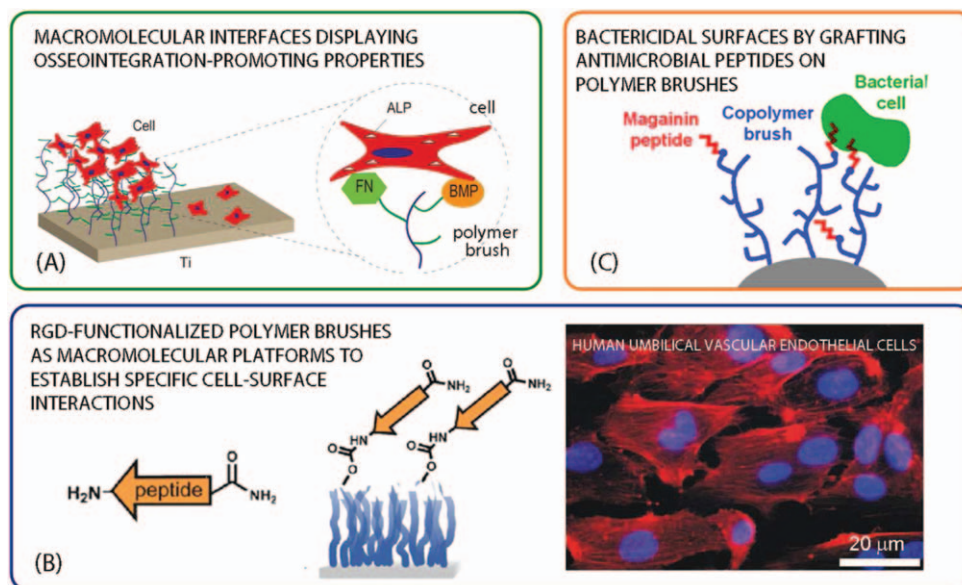 MACROMOLECULAR INTERFACES DISPLAYING
OSSEOINTEGRATION-PROMOTING PROPERTIES
Cell
ALP
cell
FN
BMP
polymer
brush
Ti
(A)
BACTERICIDAL SURFACES BY GRAFTING
ANTIMICROBIAL PEPTIDES ON
POLYMER BRUSHES
Bacterial
cell
Magainin
peptide
Copolymer
brush
(C)
RGD-FUNCTIONALIZED POLYMER BRUSHES
AS MACROMOLECULAR PLATFORMS TO
ESTABLISH SPECIFIC CELL-SURFACE
INTERACTIONS
H2N
peptide
O
NH2
O
NH2
O
NH2
HN
O
O
HN
O
O
HUMAN UMBILICAL VASCULAR ENDOTHELIAL CELLS
20 μm
(B)